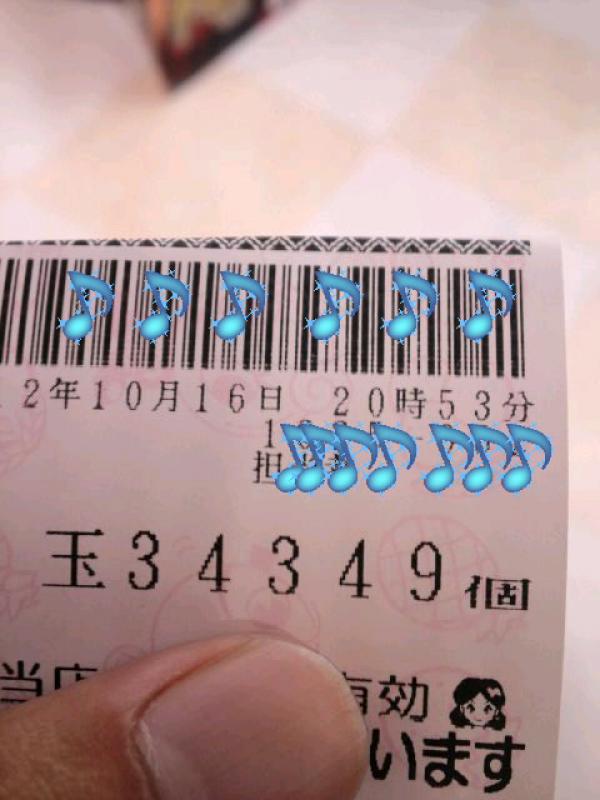 2年10月16日 20時53分
担
玉34349個
当店 有効
います